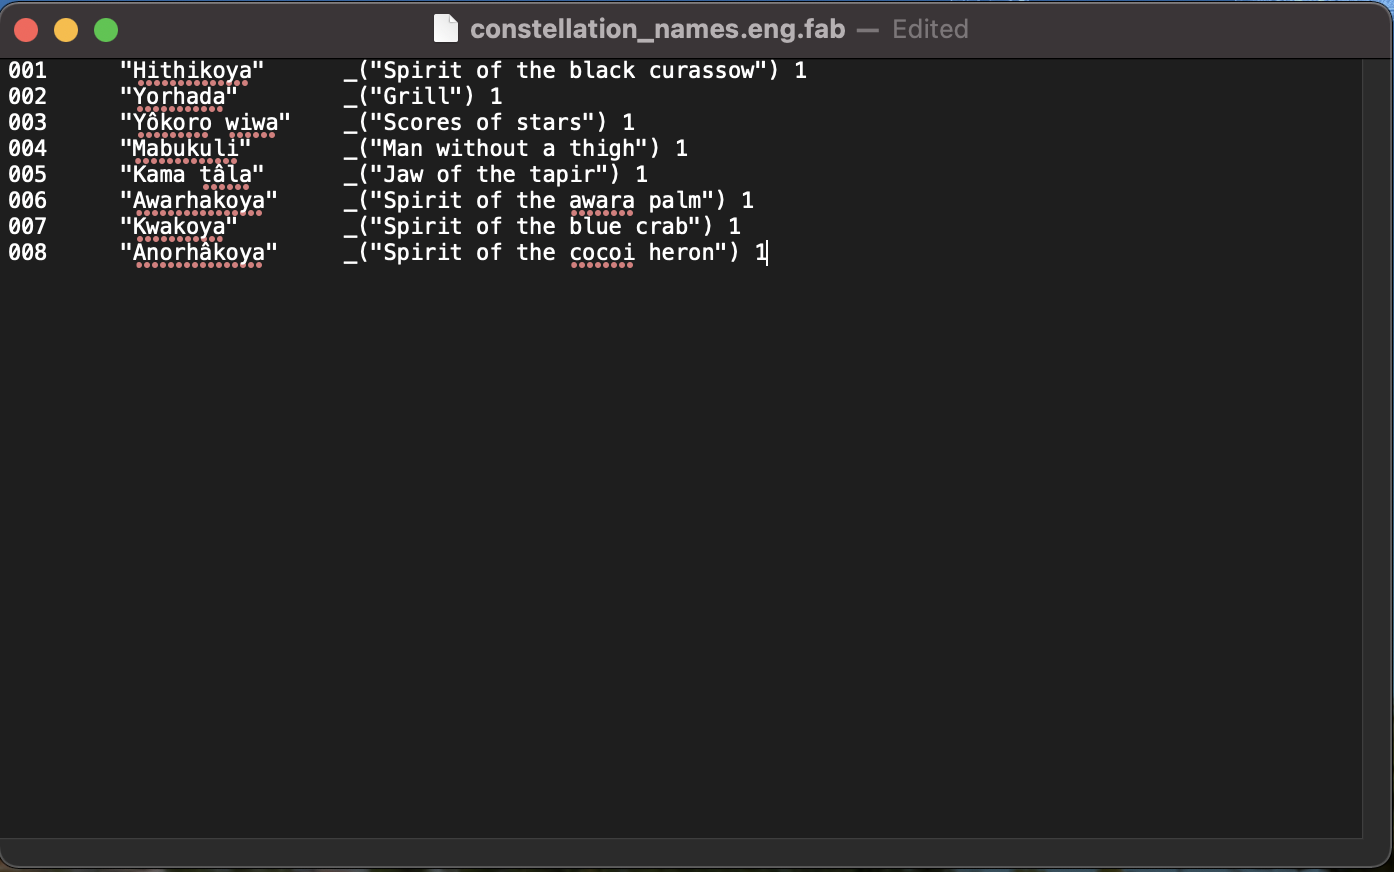 constellation_names.eng.fab — Edited
001 "Hithikoya" _("Spirit of the black curassow") 1
002 "Yorhada" _("Grill") 1
003 "Yôkoro wiwa" _("Scores of stars") 1
004 "Mabukuli" _("Man without a thigh") 1
005 "Kama tâla" _("Jaw of the tapir") 1
006 "Awarhakoya" _("Spirit of the awara palm") 1
007 "Kwakoya" _("Spirit of the blue crab") 1
008 "Anorhâkoya" _("Spirit of the cocoi heron") 1